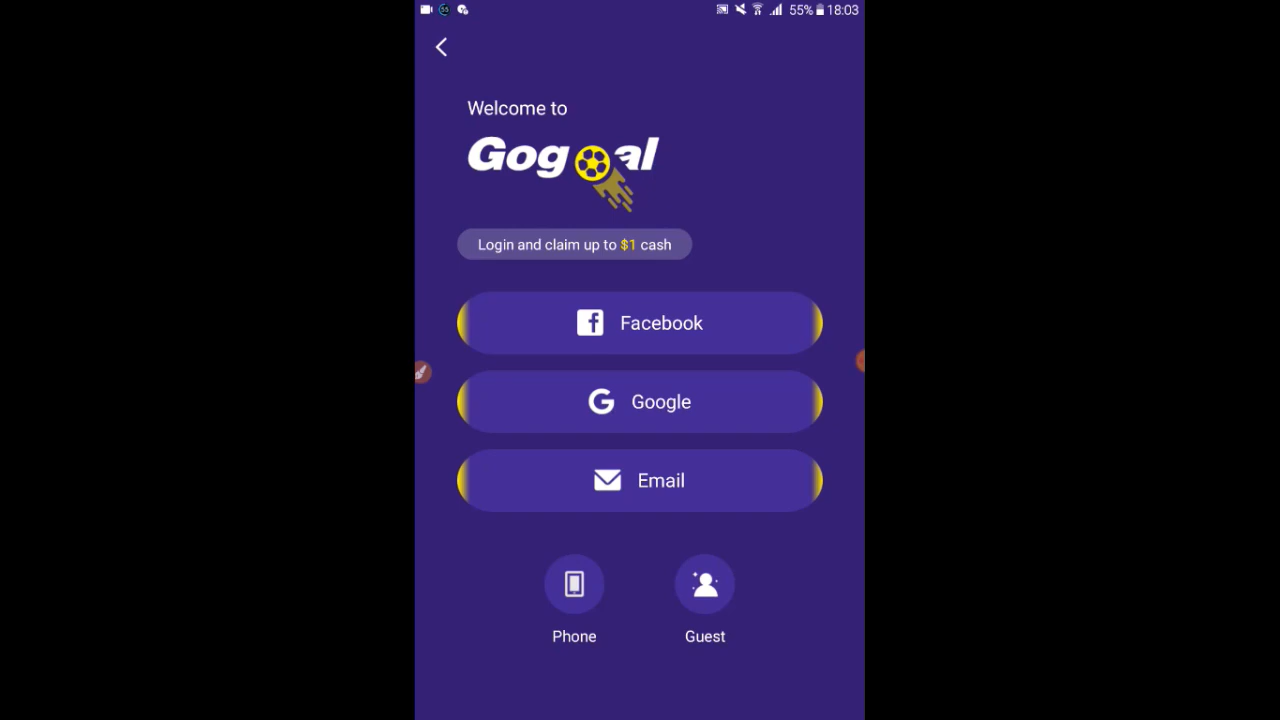 55% 18:03
Welcome to
Gogoal
Login and claim up to $1 cash
Facebook
Google
Email
Phone
Guest